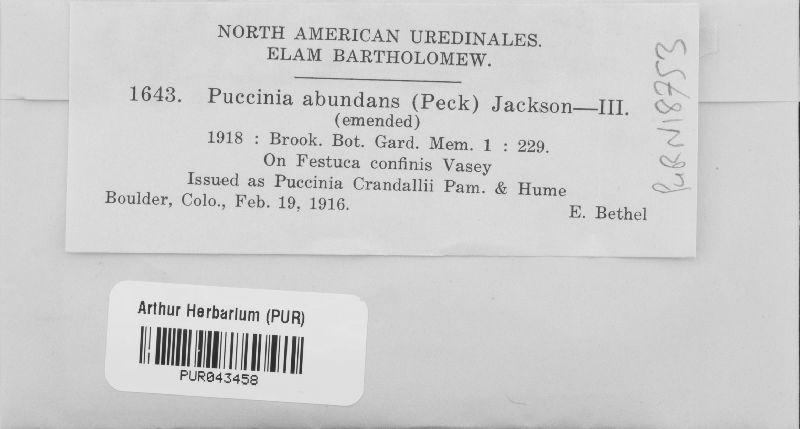 NORTH AMERICAN UREDINALES.
ELAM BARTHOLOMEW.
1643. Puccinia abundans (Peck) Jackson—III.
(emended)
1918 : Brook. Bot. Gard. Mem. 1 : 229.
On Festuca confinis Vasey
Issued as Puccinia Crandallii Pam. & Hume
Boulder, Colo., Feb. 19, 1916. E. Bethel
PUR N18753
Arthur Herbarium (PUR)
PUR043458